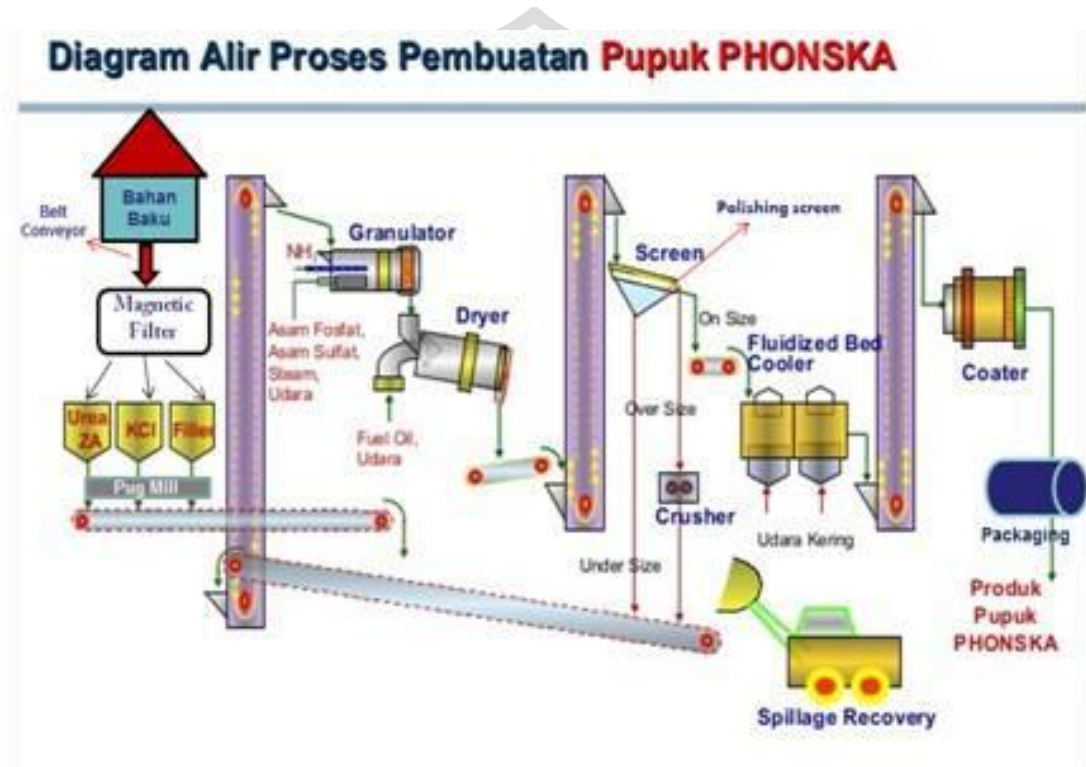 Diagram Alir Proses Pembuatan Pupuk PHONSKA
Bahan
Baku
Belt
Conveyor
Magnetic
Filter
Urea
ZA
KCl
Filler
Pug Mill
Granulator
NH3
Asam Fosfat,
Asam Sulfat,
Steam,
Udara
Dryer
Fuel Oil,
Udara
Polishing screen
Screen
On Size
Over Size
Crusher
Under Size
Fluidized Bed
Cooler
Udara Kering
Coater
Packaging
Produk
Pupuk
PHONSKA
Spillage Recovery